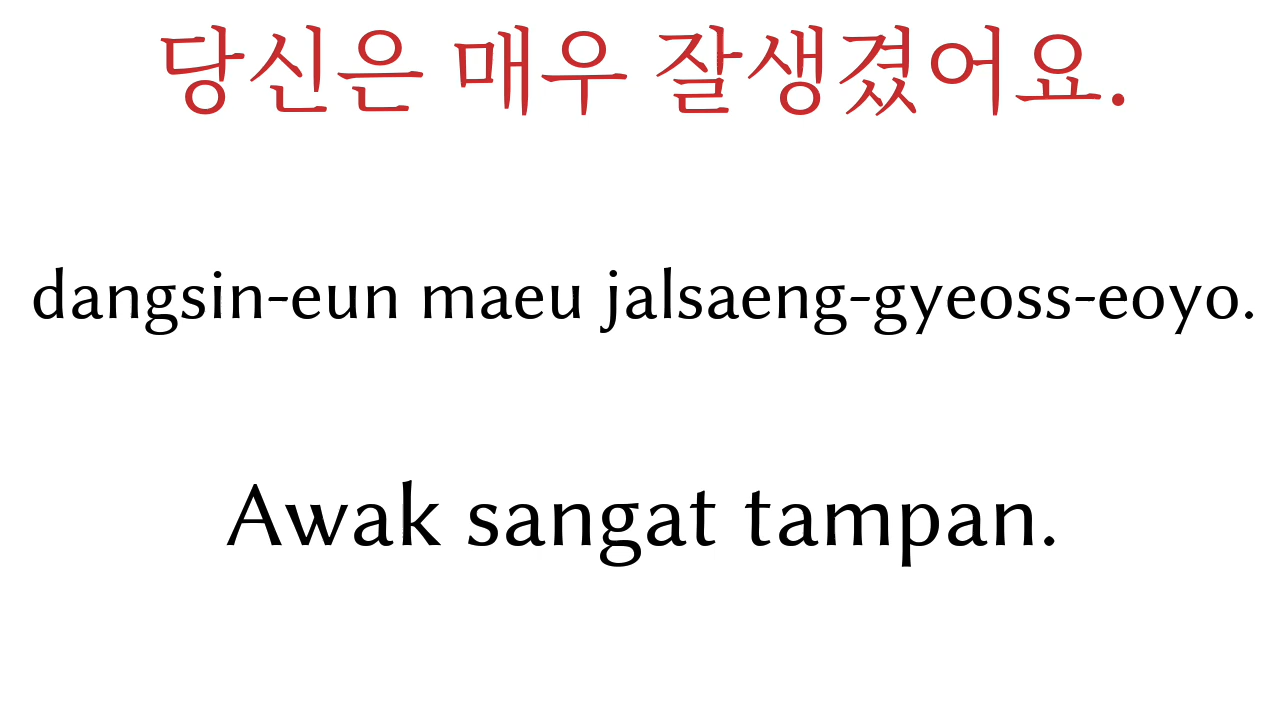 당신은 매우 잘생겼어요.
dangsin-eun maeu jalsaeng-gyeoss-eoyo.
Awak sangat tampan.